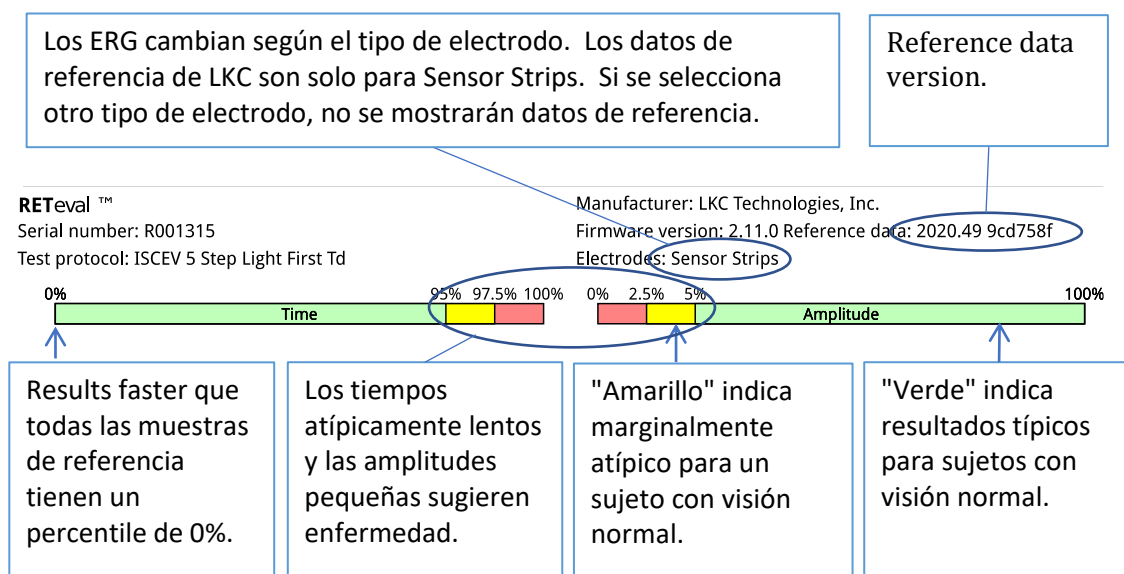 Los ERG cambian según el tipo de electrodo. Los datos de
referencia de LKC son solo para Sensor Strips. Si se selecciona
otro tipo de electrodo, no se mostrarán datos de referencia.
Reference data
version.
RETeval ™
Serial number: R001315
Test protocol: ISCEV 5 Step Light First Td
Manufacturer: LKC Technologies, Inc.
Firmware version: 2.11.0 Reference data: 2020.49 9cd758f
Electrodes: Sensor Strips
0% 95% 97.5% 100% 0% 2.5% 5% 100%
Time Amplitude
Results faster que
todas las muestras
de referencia
tienen un
percentile de 0%.
Los tiempos
atípicamente lentos
y las amplitudes
pequeñas sugieren
enfermedad.
"Amarillo" indica
marginalmente
atípico para un
sujeto con visión
normal.
"Verde" indica
resultados típicos
para sujetos con
visión normal.